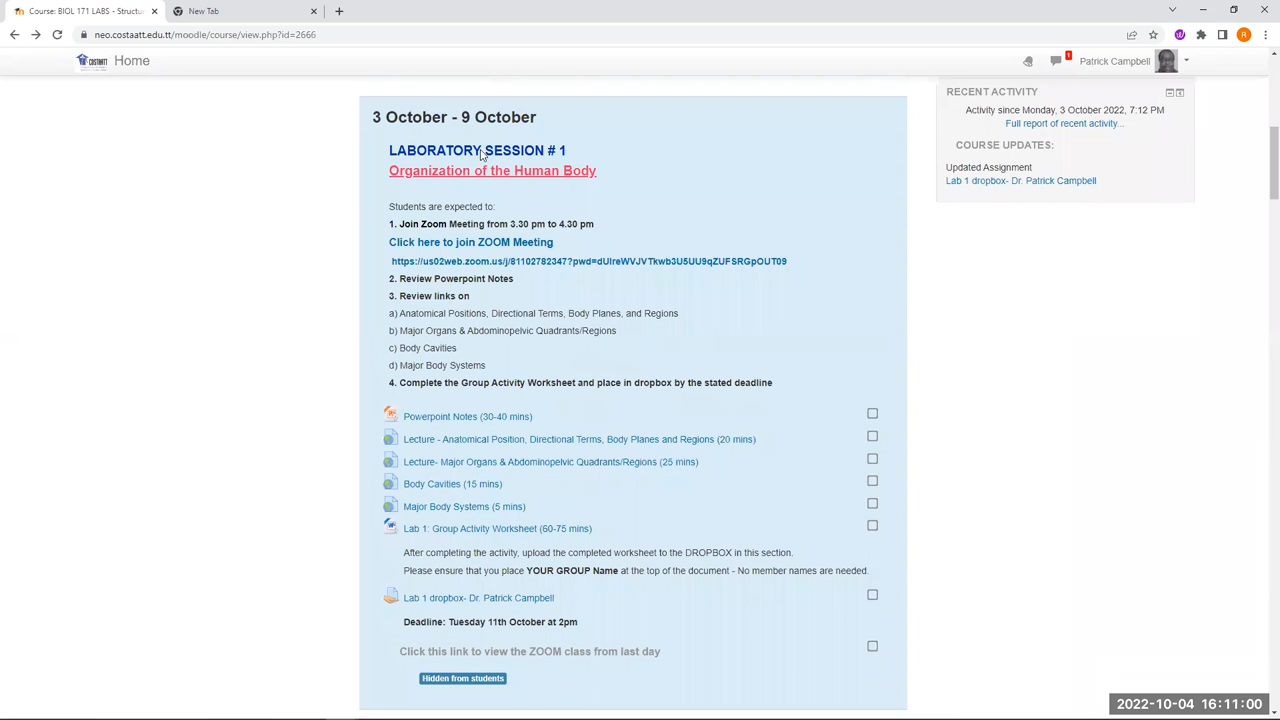 Course: BIOL 171 LABS - Structu
New Tab
neo.costaatt.edu.tt/moodle/course/view.php?id=2666
R
COSTAATT
Home
1
Patrick Campbell
3 October - 9 October
LABORATORY SESSION # 1
Organization of the Human Body
Students are expected to:
1. Join Zoom Meeting from 3.30 pm to 4.30 pm
Click here to join ZOOM Meeting
https://us02web.zoom.us/j/81102782347?pwd=dUlreWVJVTkwb3U5UU9qZUFSRGpOUT09
2. Review Powerpoint Notes
3. Review links on
a) Anatomical Positions, Directional Terms, Body Planes, and Regions
b) Major Organs & Abdominopelvic Quadrants/Regions
c) Body Cavities
d) Major Body Systems
4. Complete the Group Activity Worksheet and place in dropbox by the stated deadline
Powerpoint Notes (30-40 mins)
Lecture - Anatomical Position, Directional Terms, Body Planes and Regions (20 mins)
Lecture- Major Organs & Abdominopelvic Quadrants/Regions (25 mins)
Body Cavities (15 mins)
Major Body Systems (5 mins)
Lab 1: Group Activity Worksheet (60-75 mins)
After completing the activity, upload the completed worksheet to the DROPBOX in this section.
Please ensure that you place YOUR GROUP Name at the top of the document - No member names are needed.
Lab 1 dropbox- Dr. Patrick Campbell
Deadline: Tuesday 11th October at 2pm
Click this link to view the ZOOM class from last day
Hidden from students
RECENT ACTIVITY
Activity since Monday, 3 October 2022, 7:12 PM
Full report of recent activity...
COURSE UPDATES:
Updated Assignment
Lab 1 dropbox- Dr. Patrick Campbell
2022-10-04 16:11:00